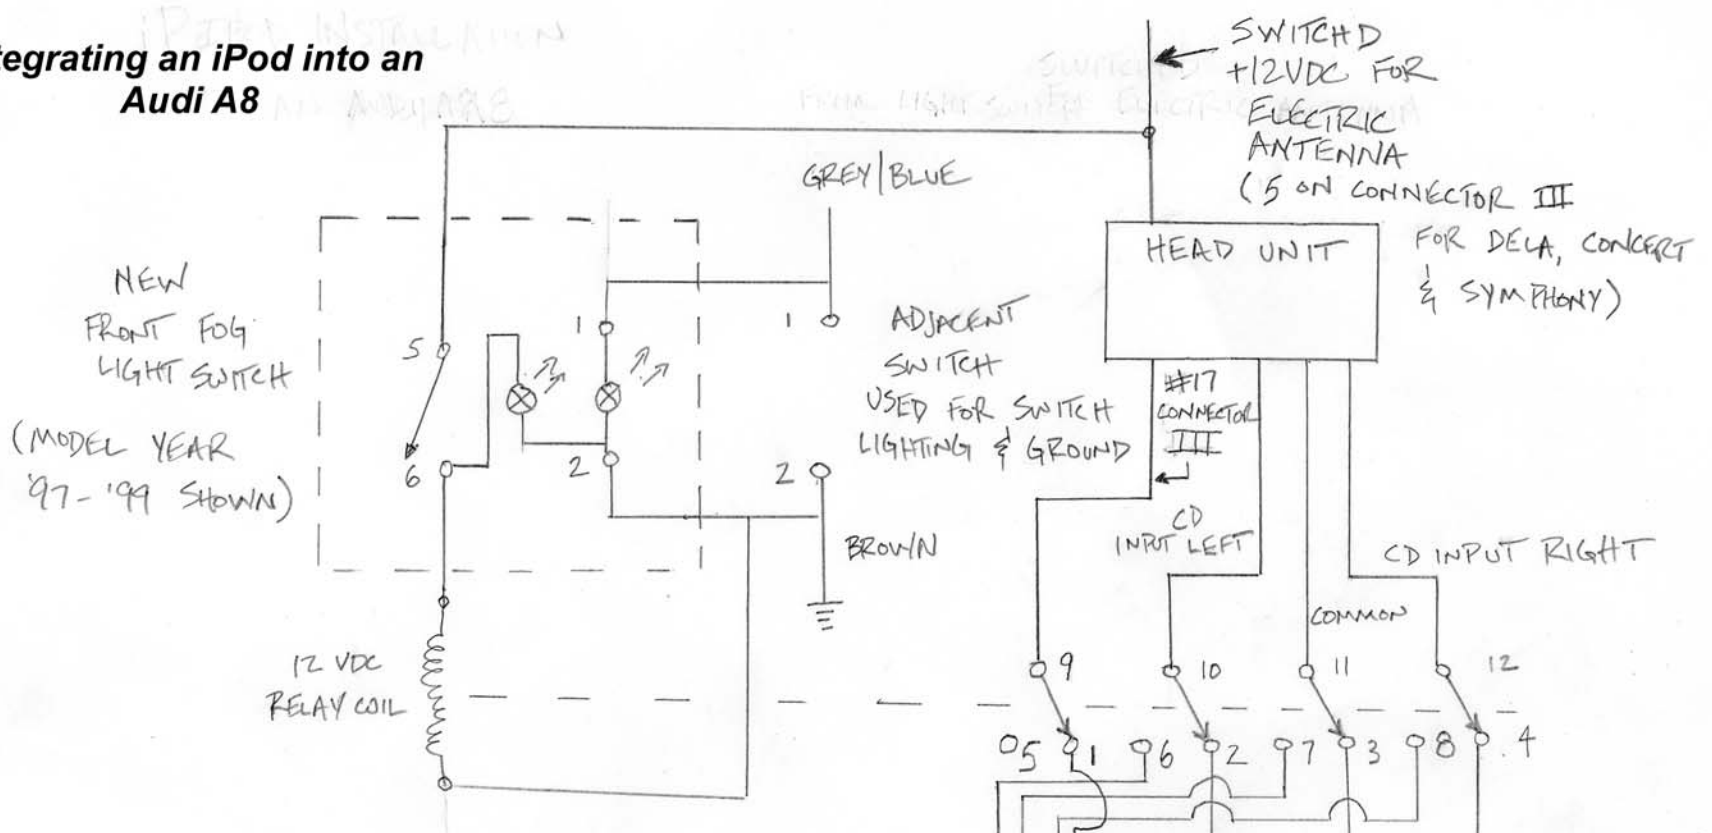 tegrating an iPod into an
Audi A8
SWITCHD
+12VDC FOR
ELECTRIC
ANTENNA
(5 ON CONNECTOR III
FOR DELA, CONCERT
& SYMPHONY)
GREY/BLUE
HEAD UNIT
NEW
FRONT FOG
LIGHT SWITCH
(MODEL YEAR
'97-'99 SHOWN)
5
6
1
2
1
2
ADJACENT
SWITCH
USED FOR SWITCH
LIGHTING & GROUND
BROWN
#17
CONNECTOR
III
CD
INPUT LEFT
CD INPUT RIGHT
COMMON
12 VDC
RELAY COIL
9 10 11 12
5 1 6 2 7 3 8 4